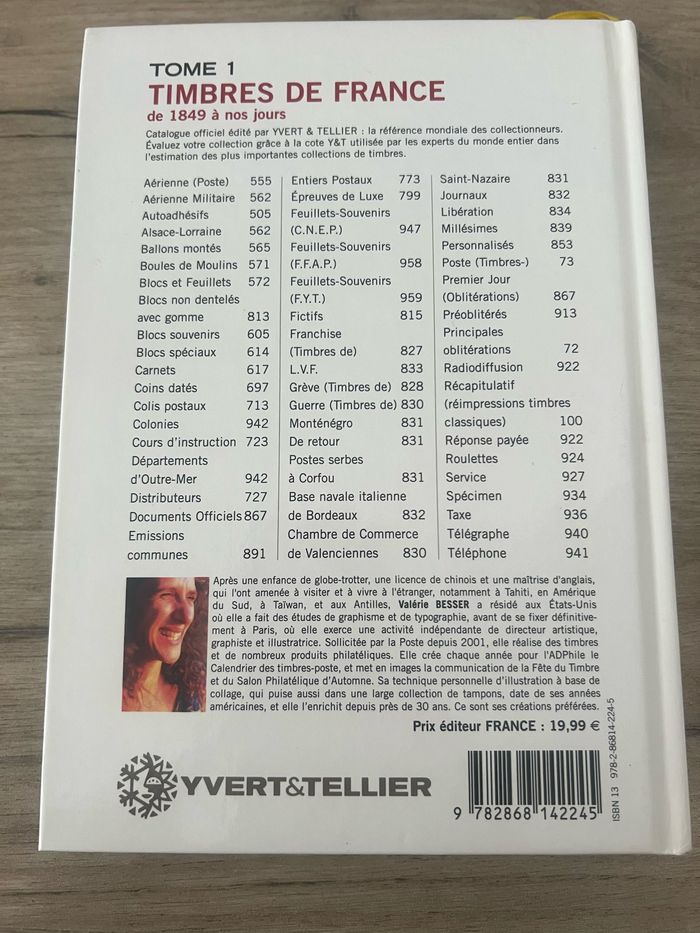 TOME 1
TIMBRES DE FRANCE
de 1849 à nos jours
Catalogue officiel édité par YVERT & TELLIER : la référence mondiale des collectionneurs.
Évaluez votre collection grâce à la cote Y&T utilisée par les experts du monde entier dans
l'estimation des plus importantes collections de timbres.
Aérienne (Poste) 555
Aérienne Militaire 562
Autoadhésifs 505
Alsace-Lorraine 562
Ballons montés 565
Boules de Moulins 571
Blocs et Feuillets 572
Blocs non dentelés
avec gomme 813
Blocs souvenirs 605
Blocs spéciaux 614
Carnets 617
Coins datés 697
Colis postaux 713
Colonies 942
Cours d'instruction 723
Départements
d'Outre-Mer 942
Distributeurs 727
Documents Officiels 867
Emissions
communes 891
Entiers Postaux 773
Épreuves de Luxe 799
Feuillets-Souvenirs
(C.N.E.P.) 947
Feuillets-Souvenirs
(F.F.A.P.) 958
Feuillets-Souvenirs
(F.Y.T.) 959
Fictifs 815
Franchise
(Timbres de) 827
L.V.F. 833
Grève (Timbres de) 828
Guerre (Timbres de) 830
Monténégro 831
De retour 831
Postes serbes
à Corfou 831
Base navale italienne
de Bordeaux 832
Chambre de Commerce
de Valenciennes 830
Saint-Nazaire 831
Journaux 832
Libération 834
Millésimes 839
Personnalisés 853
Poste (Timbres-) 73
Premier Jour
(Oblitérations) 867
Préoblitérés 913
Principales
oblitérations 72
Radiodiffusion 922
Récapitulatif
(réimpressions timbres
classiques) 100
Réponse payée 922
Roulettes 924
Service 927
Spécimen 934
Taxe 936
Télégraphe 940
Téléphone 941
Après une enfance de globe-trotter, une licence de chinois et une maîtrise d'anglais,
qui l'ont amenée à visiter et à vivre à l'étranger, notamment à Tahiti, en Amérique
du Sud, à Taïwan, et aux Antilles, Valérie BESSER a résidé aux États-Unis
où elle a fait des études de graphisme et de typographie, avant de se fixer définitive-
ment à Paris, où elle exerce une activité indépendante de directeur artistique,
graphiste et illustratrice. Sollicitée par la Poste depuis 2001, elle réalise des timbres
et de nombreux produits philatéliques. Elle crée chaque année pour l'ADPhile le
Calendrier des timbres-poste, et met en images la communication de la Fête du Timbre
et du Salon Philatélique d'Automne. Sa technique personnelle d'illustration à base de
collage, qui puise aussi dans une large collection de tampons, date de ses années
américaines, et elle l'enrichit depuis près de 30 ans. Ce sont ses créations préférées.
Prix éditeur FRANCE : 19,99 €
YVERT&TELLIER
9 782868 142245
ISBN 13 978-2-86814-224-5